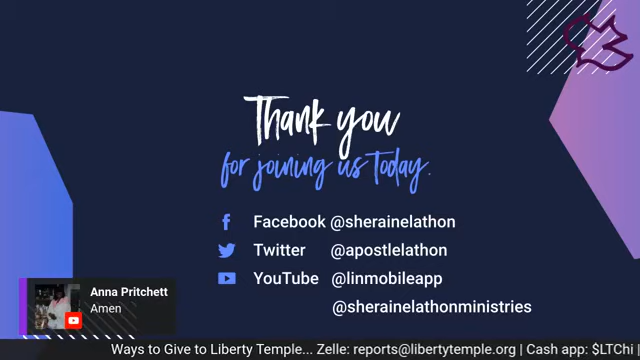 Thank you
for joining us today.
Facebook @sherainelathon
Twitter @apostlelathon
YouTube @linmobileapp
@sherainelathonministries
Anna Pritchett
Amen
Ways to Give to Liberty Temple... Zelle: reports@libertytemple.org | Cash app: $LTChi |